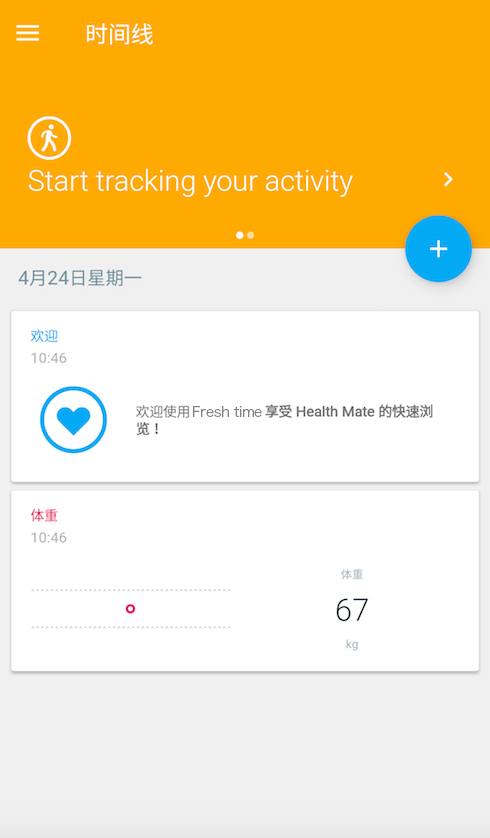 时间线
Start tracking your activity
4月24日星期一
欢迎
10:46
欢迎使用Fresh time 享受 Health Mate 的快速浏
览！
体重
10:46
体重
67
kg